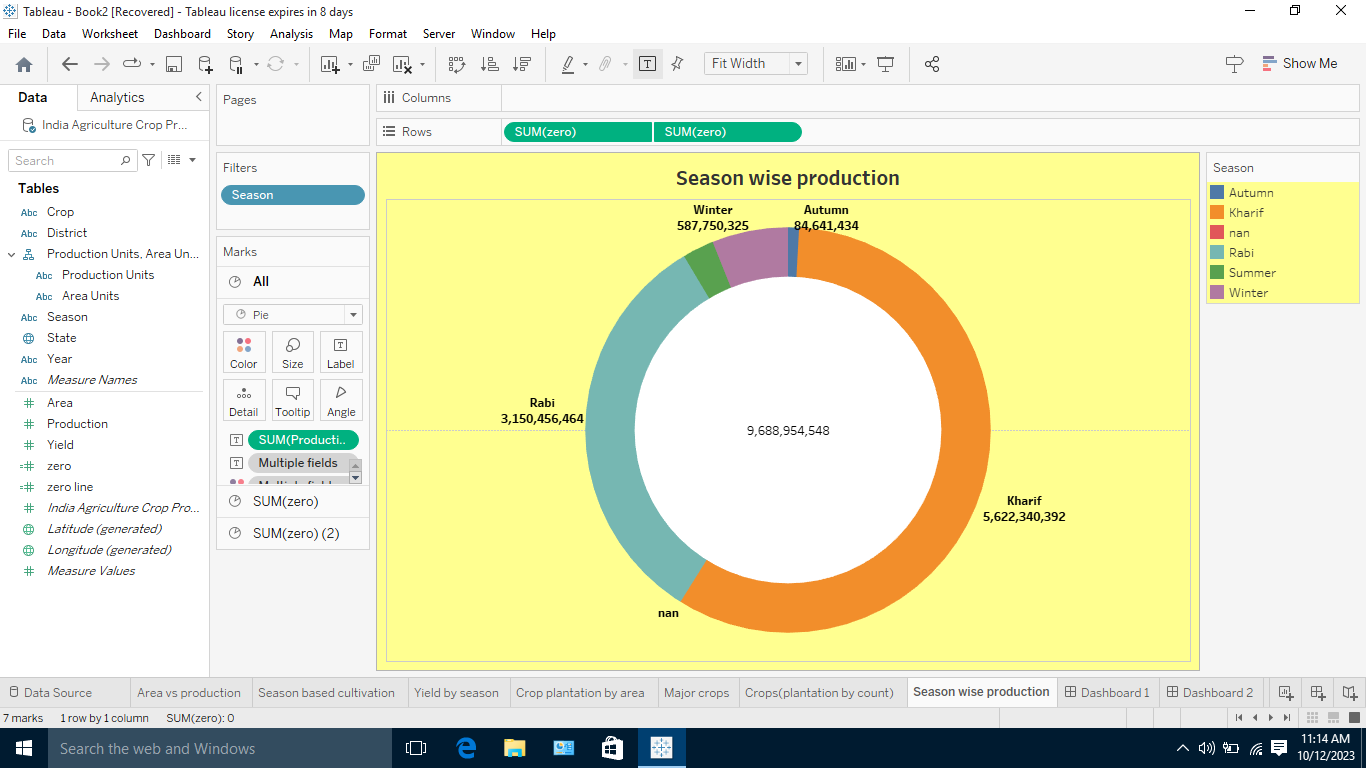 Tableau - Book2 [Recovered] - Tableau license expires in 8 days
File Data Worksheet Dashboard Story Analysis Map Format Server Window Help
Fit Width
Show Me
Data Analytics
India Agriculture Crop Pr...
Search
Tables
Abc Crop
Abc District
Production Units, Area Un...
Abc Production Units
Abc Area Units
Abc Season
State
Abc Year
Abc Measure Names
Area
Production
Yield
zero
zero line
India Agriculture Crop Pro...
Latitude (generated)
Longitude (generated)
Measure Values
Pages
Filters
Season
Marks
All
Pie
Color Size Label
Detail Tooltip Angle
SUM(Producti..
Multiple fields
SUM(zero)
SUM(zero) (2)
Columns
Rows SUM(zero) SUM(zero)
Season wise production
Winter
587,750,325
Autumn
84,641,434
Rabi
3,150,456,464
9,688,954,548
Kharif
5,622,340,392
nan
Season
Autumn
Kharif
nan
Rabi
Summer
Winter
Data Source Area vs production Season based cultivation Yield by season Crop plantation by area Major crops Crops(plantation by count) Season wise production Dashboard 1 Dashboard 2
7 marks 1 row by 1 column SUM(zero): 0
Search the web and Windows
11:14 AM
10/12/2023